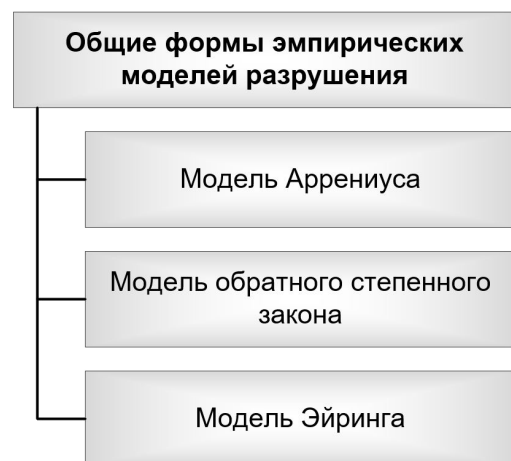 Общие формы эмпирических
моделей разрушения
Модель Аррениуса
Модель обратного степенного
закона
Модель Эйринга